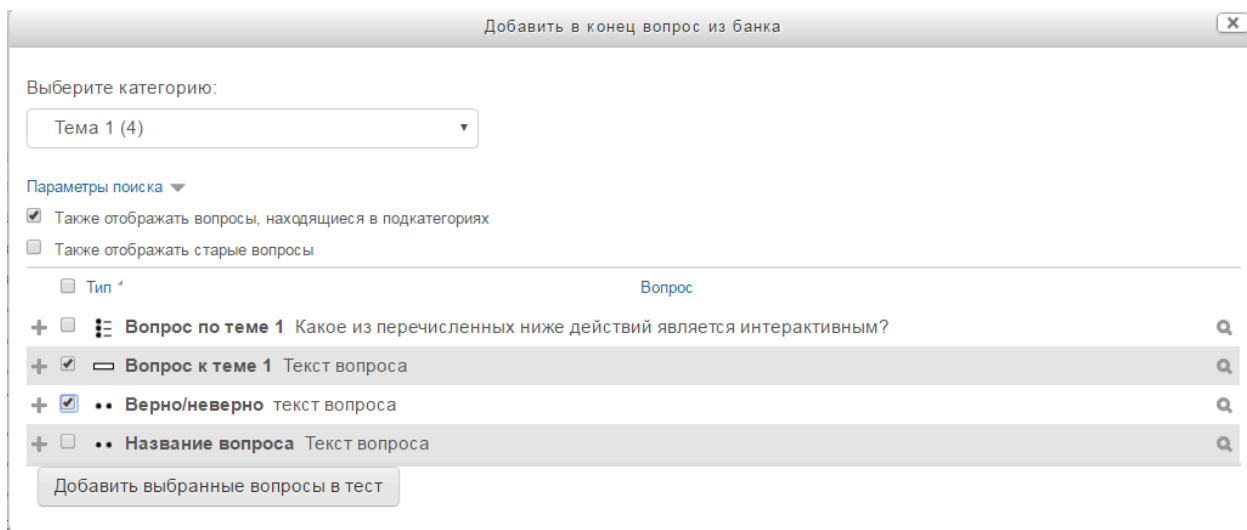 Добавить в конец вопрос из банка
Выберите категорию:
Тема 1 (4)
Параметры поиска
Также отображать вопросы, находящиеся в подкатегориях
Также отображать старые вопросы
Тип Вопрос
Вопрос по теме 1 Какое из перечисленных ниже действий является интерактивным?
Вопрос к теме 1 Текст вопроса
Верно/неверно текст вопроса
Название вопроса Текст вопроса
Добавить выбранные вопросы в тест